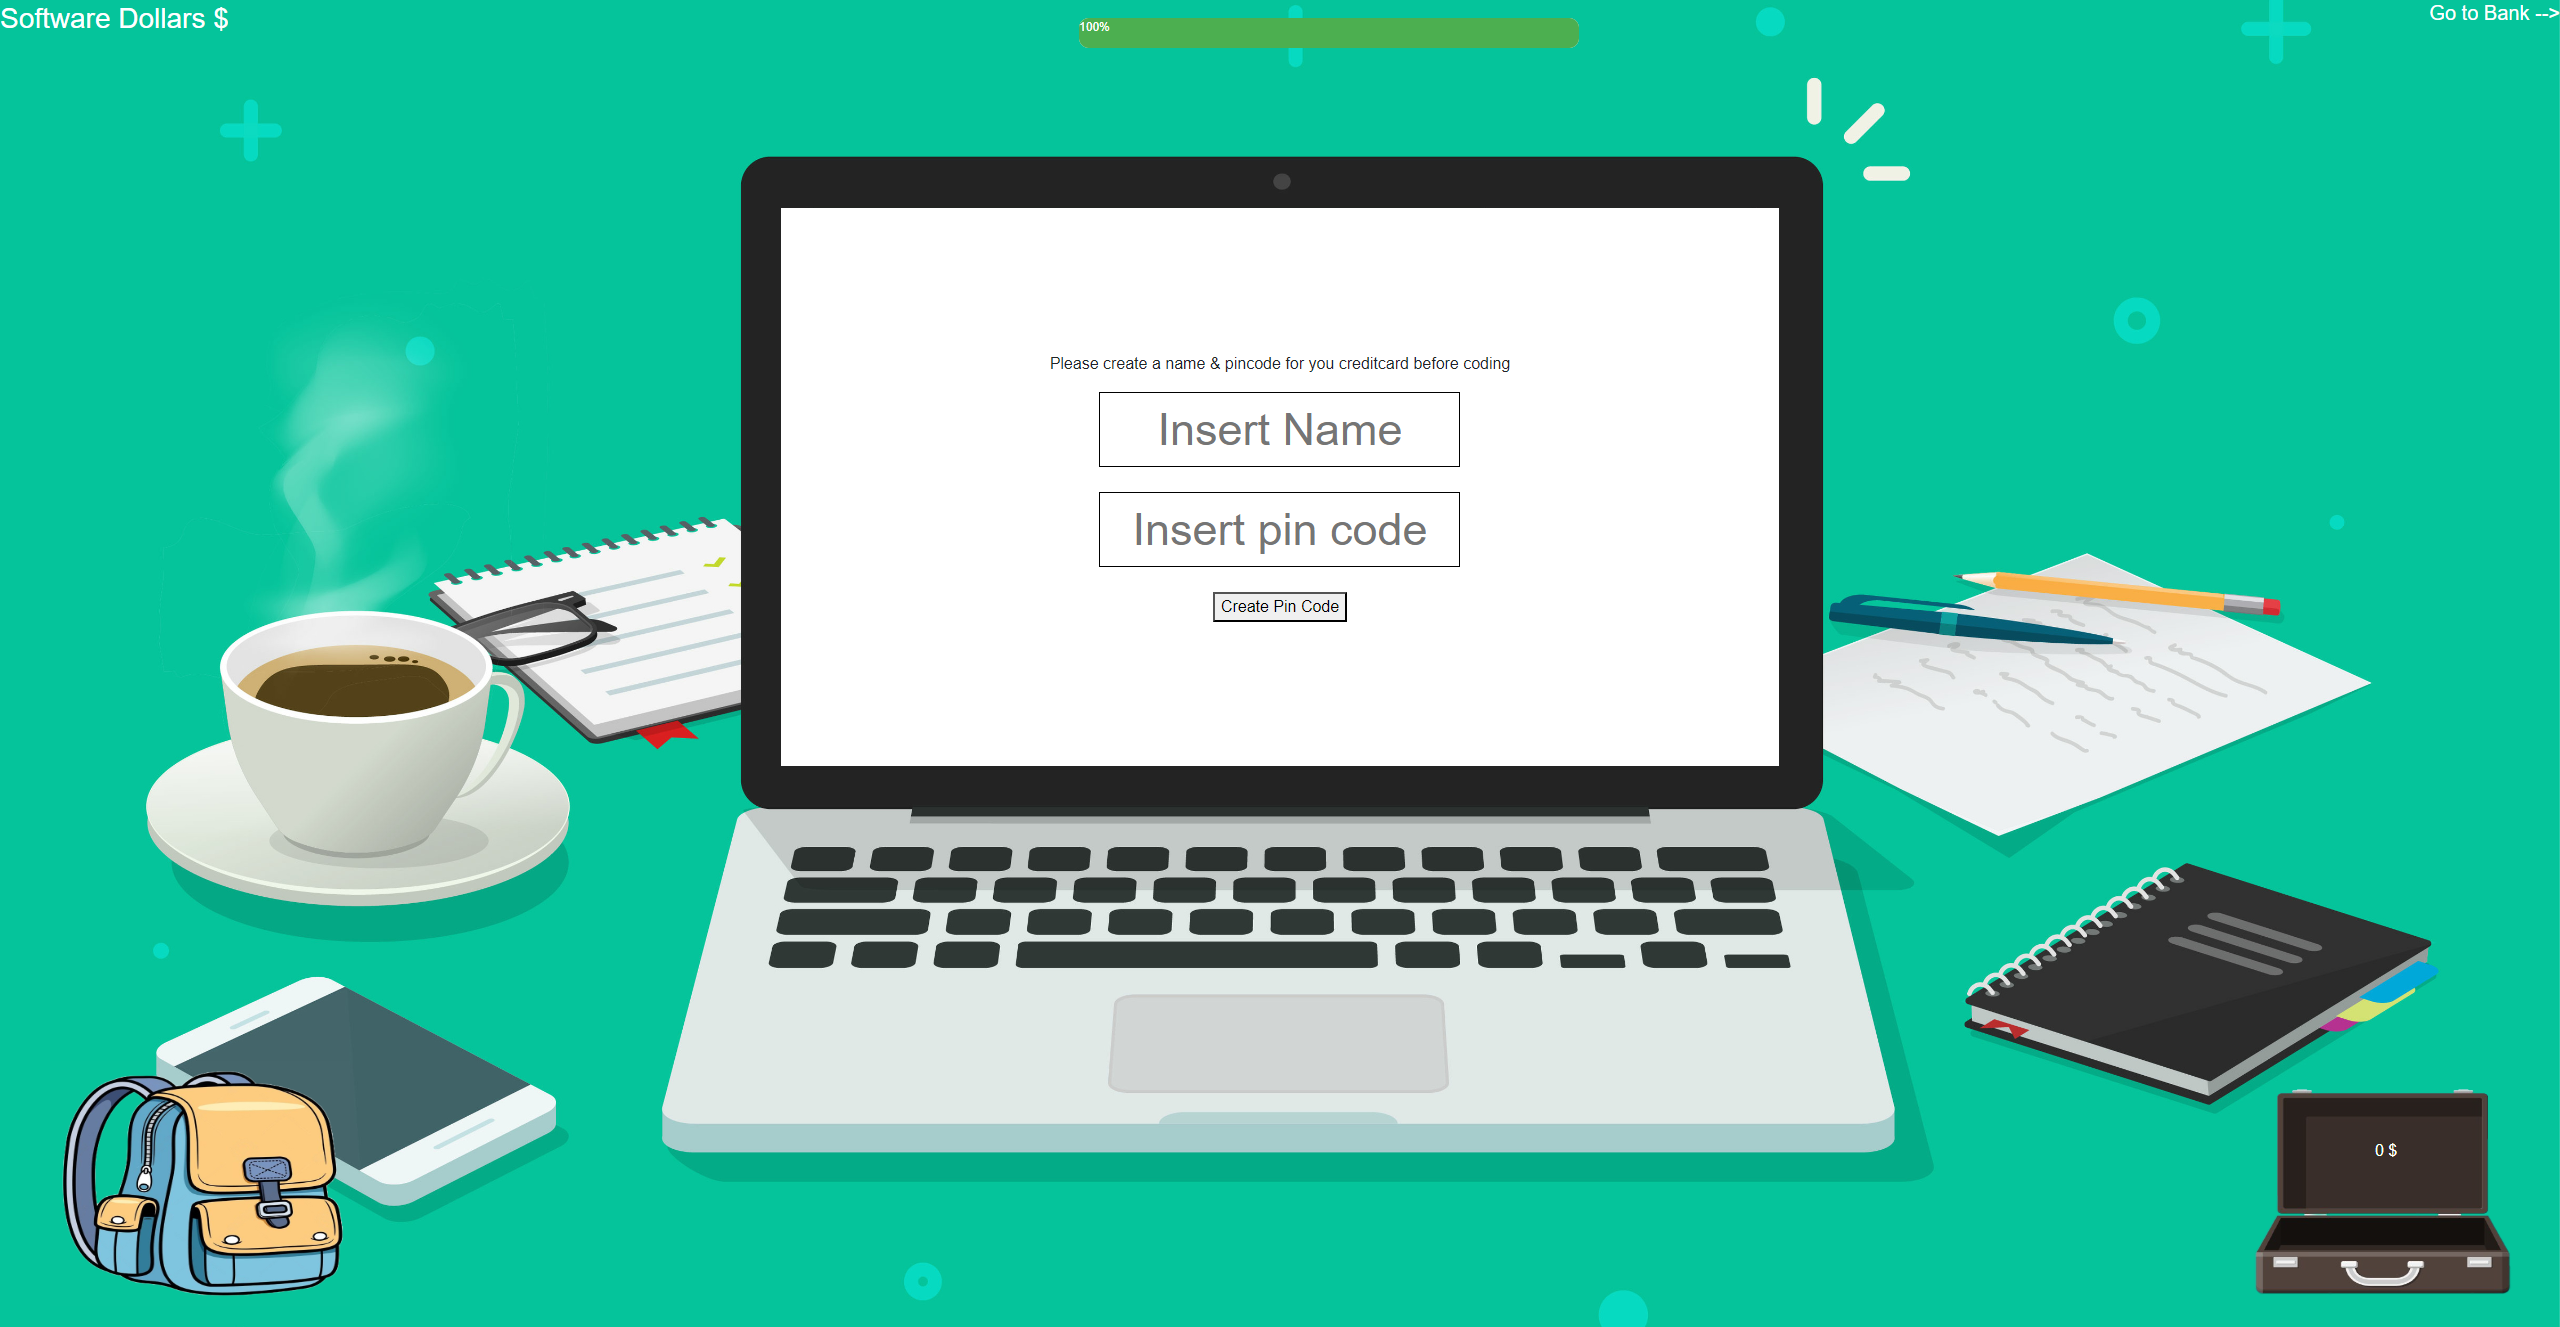 Software Dollars $
100%
Go to Bank -->
Please create a name & pincode for you creditcard before coding
Insert Name
Insert pin code
Create Pin Code
0 $